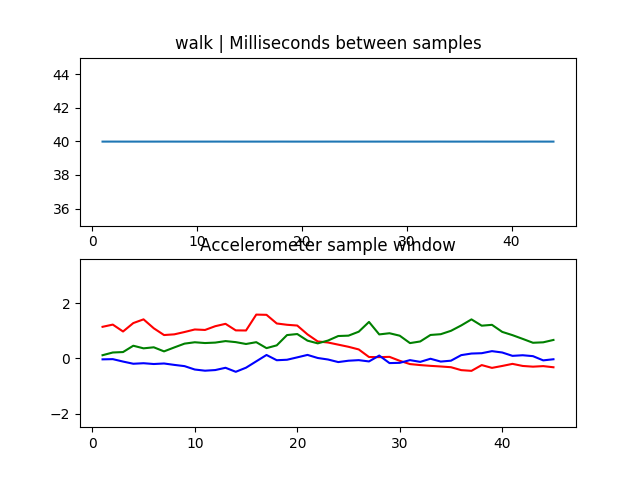 walk | Milliseconds between samples
44
42
40
38
36
0 10 20 30 40
Accelerometer sample window
2
0
−2
0 10 20 30 40